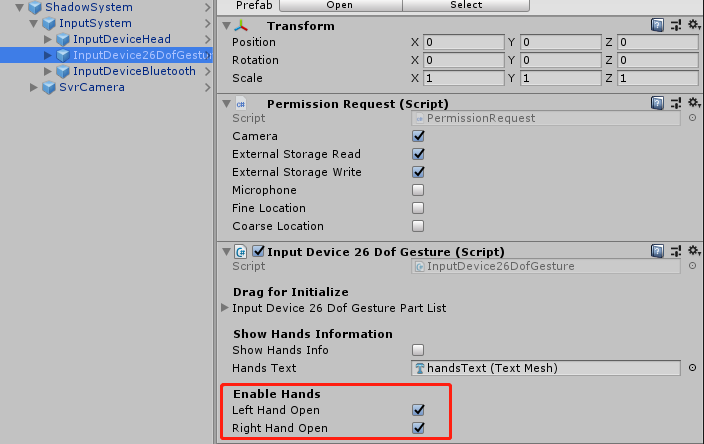 ShadowSystem
InputSystem
InputDeviceHead
InputDevice26DofGestur
InputDeviceBluetooth
SvrCamera
Prefab Open Select
Transform
Position X 0 Y 0 Z 0
Rotation X 0 Y 0 Z 0
Scale X 1 Y 1 Z 1
Permission Request (Script)
Script PermissionRequest
Camera
External Storage Read
External Storage Write
Microphone
Fine Location
Coarse Location
Input Device 26 Dof Gesture (Script)
Script InputDevice26DofGesture
Drag for Initialize
Input Device 26 Dof Gesture Part List
Show Hands Information
Show Hands Info
Hands Text handsText (Text Mesh)
Enable Hands
Left Hand Open
Right Hand Open